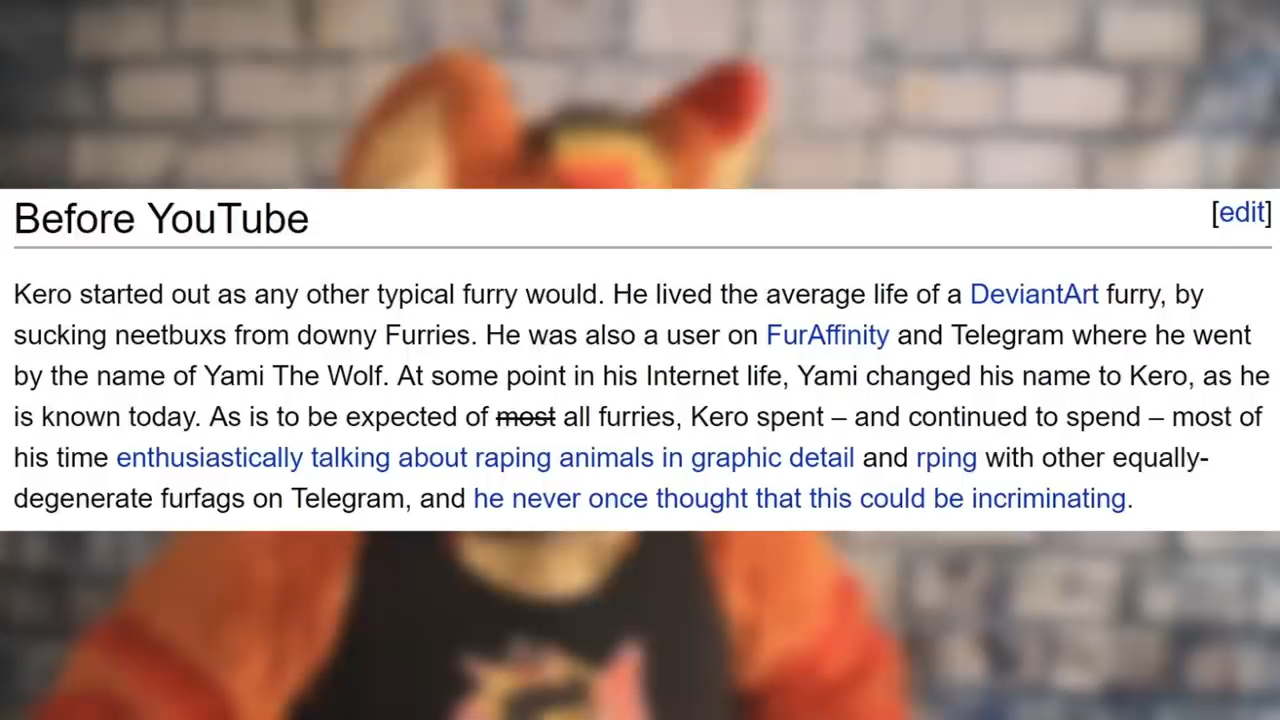 Before YouTube
[edit]
Kero started out as any other typical furry would. He lived the average life of a DeviantArt furry, by
sucking neetbuxs from downy Furries. He was also a user on FurAffinity and Telegram where he went
by the name of Yami The Wolf. At some point in his Internet life, Yami changed his name to Kero, as he
is known today. As is to be expected of most all furries, Kero spent – and continued to spend – most of
his time enthusiastically talking about raping animals in graphic detail and rping with other equally-
degenerate furfags on Telegram, and he never once thought that this could be incriminating.